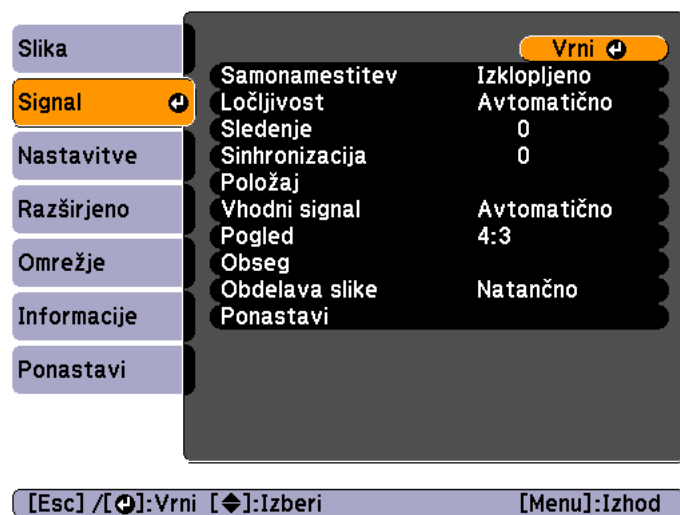 Slika
Signal
Nastavitve
Razširjeno
Omrežje
Informacije
Ponastavi
Vrni
Samonamestitev Izklopljeno
Ločljivost Avtomatično
Sledenje 0
Sinhronizacija 0
Položaj
Vhodni signal Avtomatično
Pogled 4:3
Obseg
Obdelava slike Natančno
Ponastavi
[Esc] /[⏎]:Vrni [◆]:Izberi [Menu]:Izhod